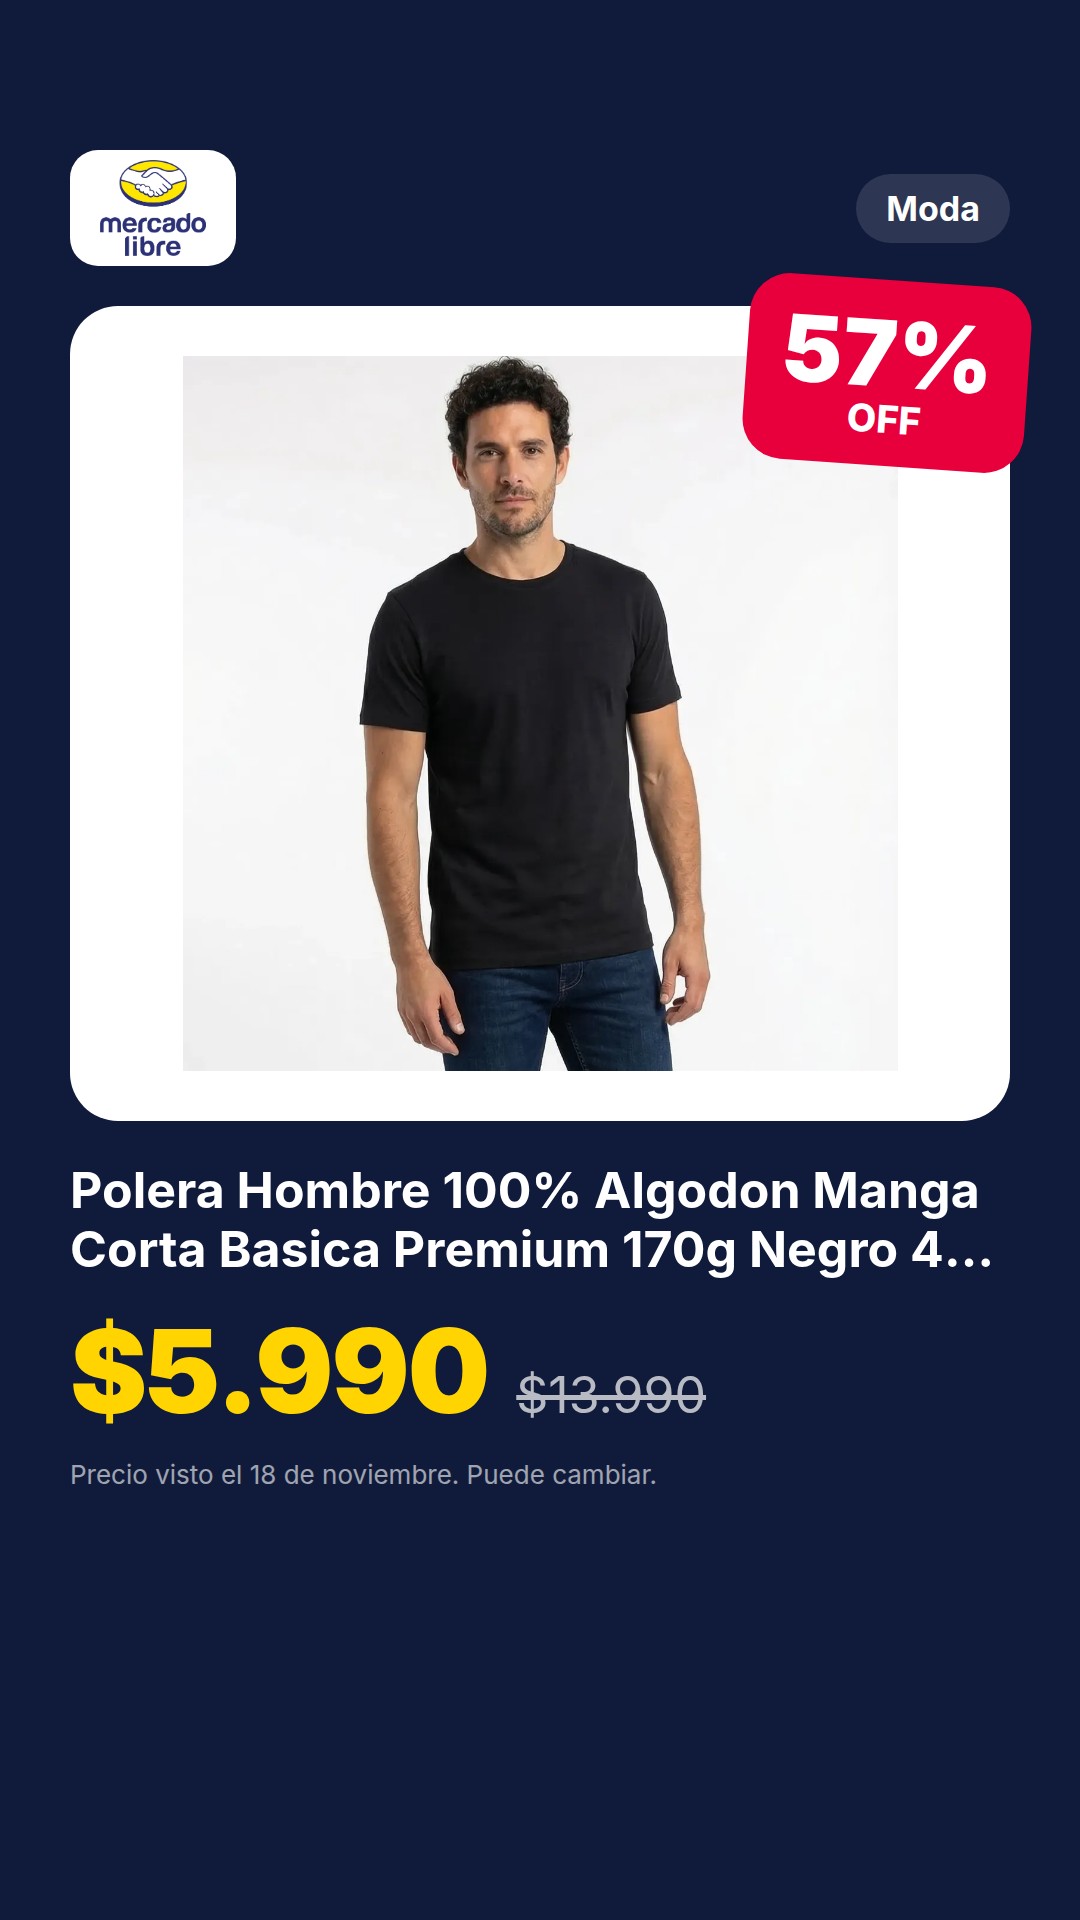 mercado
libre
Moda
57%
OFF
Polera Hombre 100% Algodon Manga
Corta Basica Premium 170g Negro 4...
$5.990 $13.990
Precio visto el 18 de noviembre. Puede cambiar.